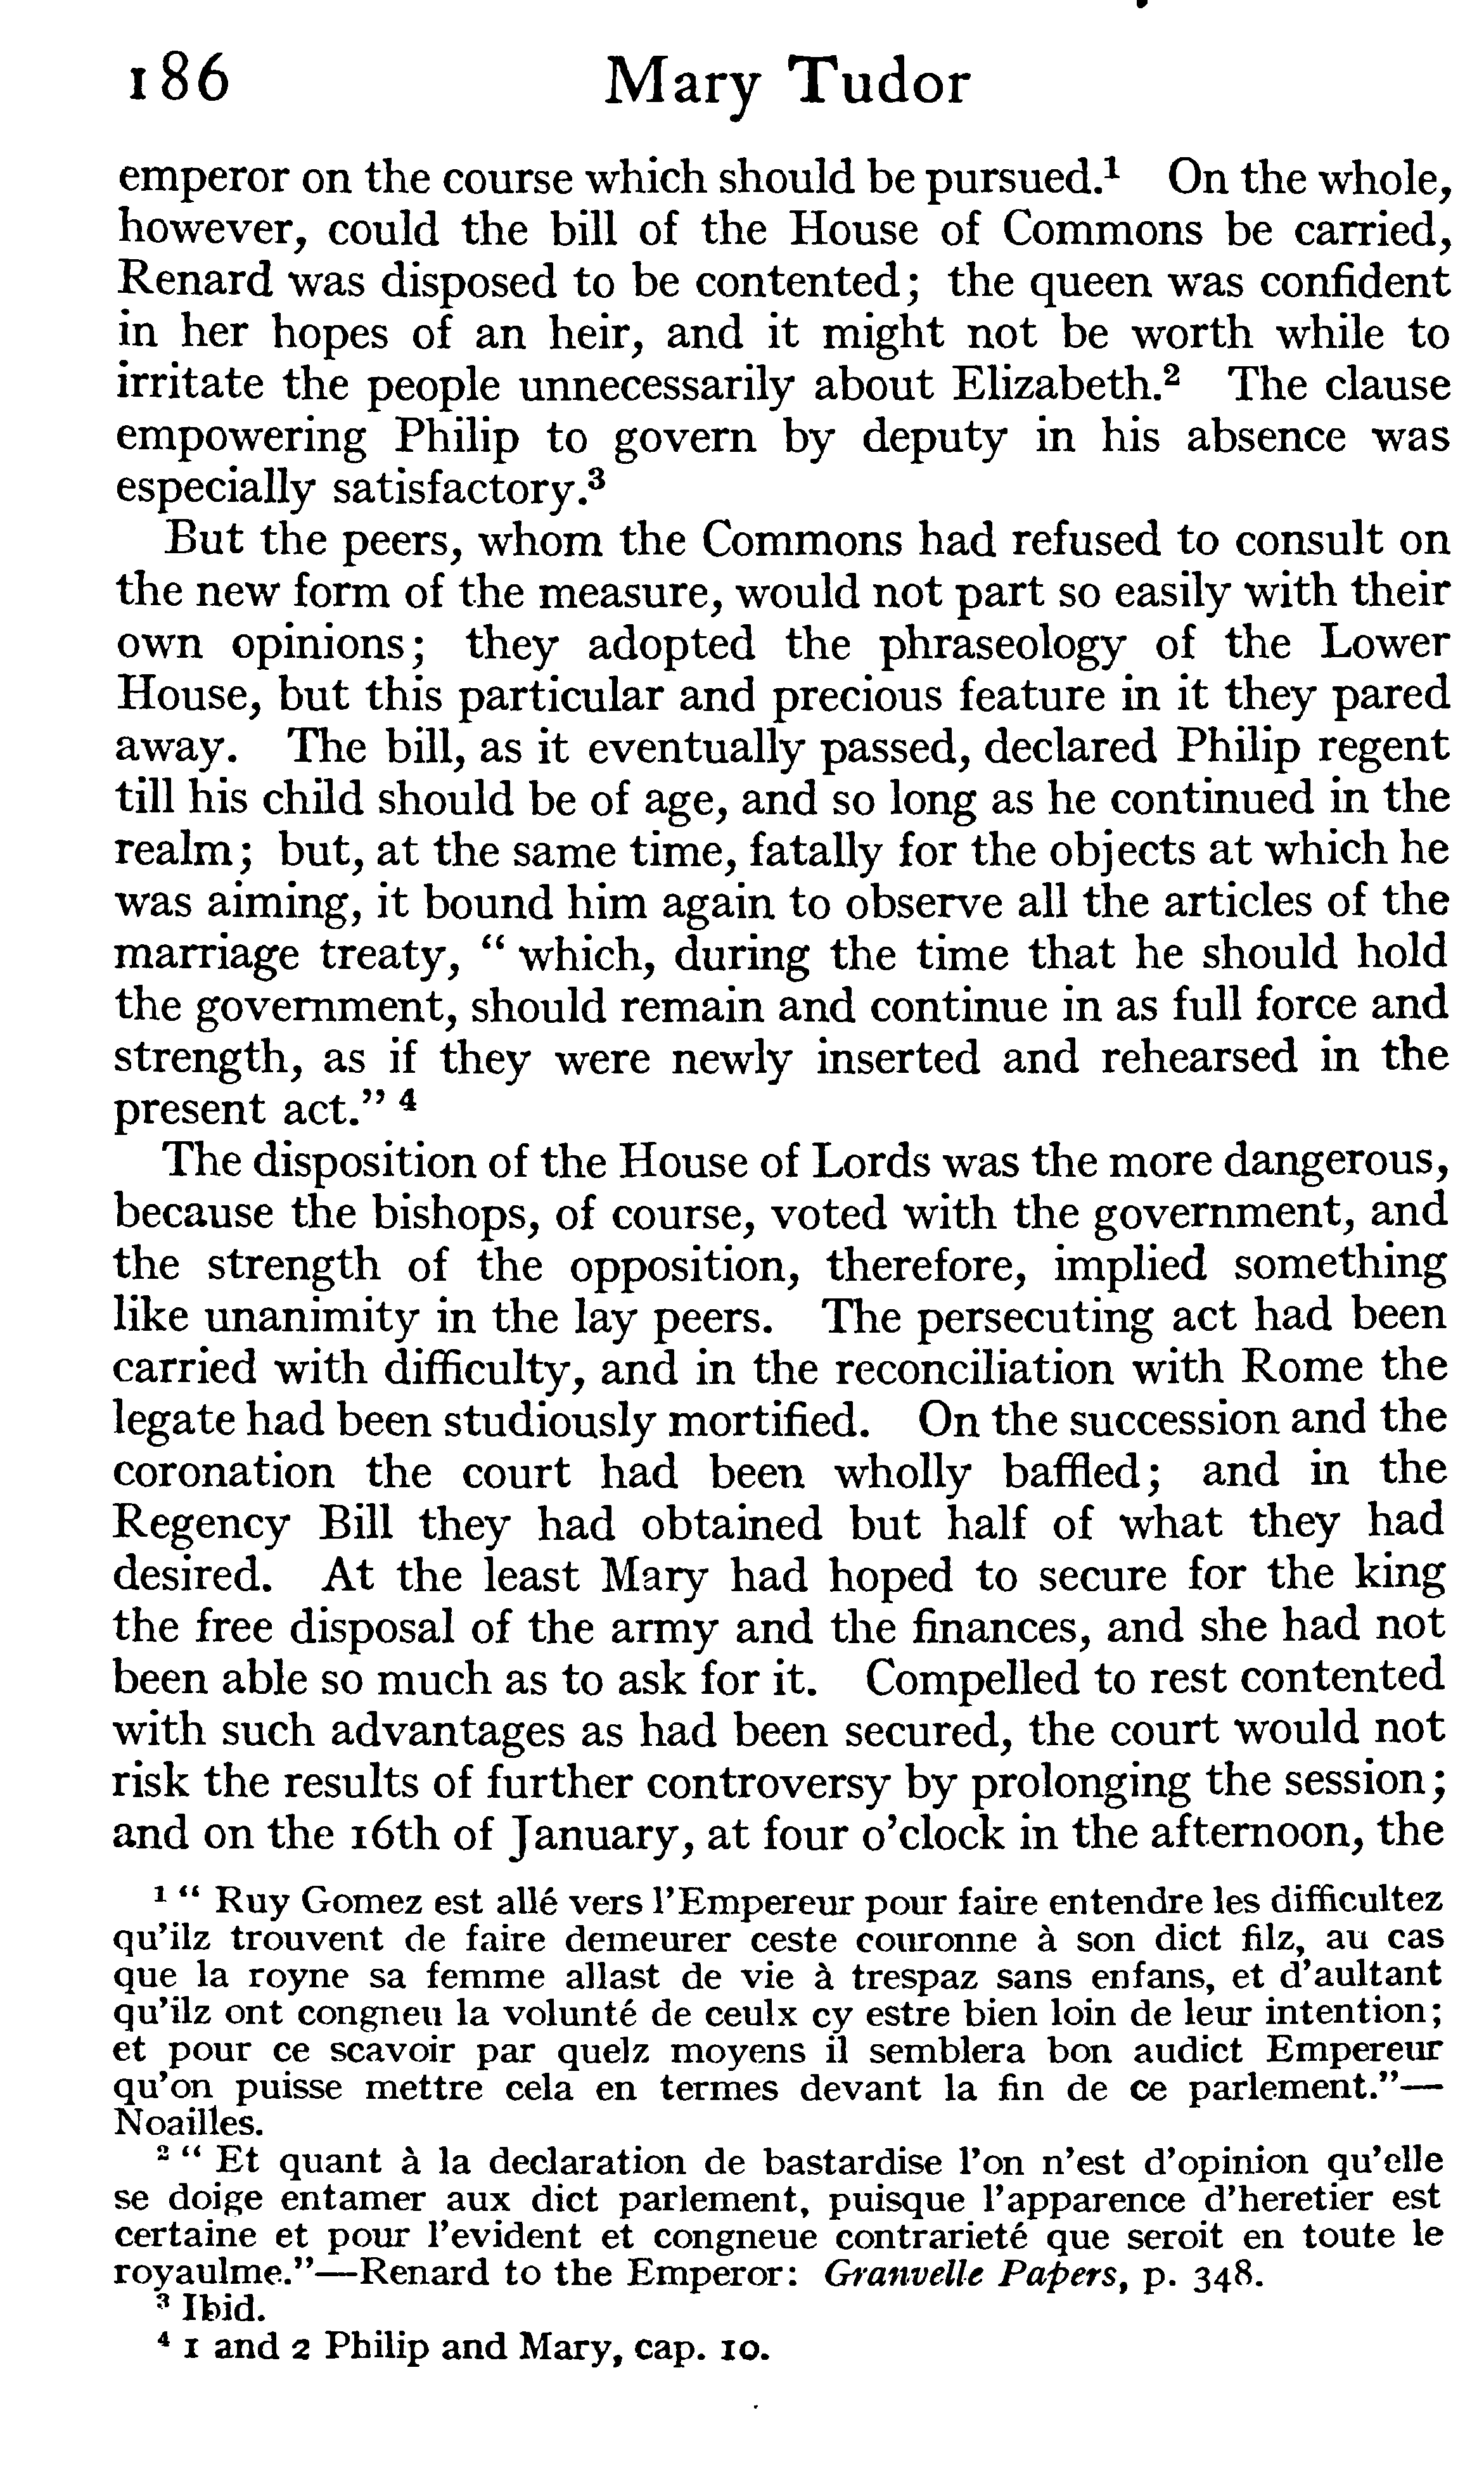 186 Mary Tudor
emperor on the course which should be pursued.¹ On the whole,
however, could the bill of the House of Commons be carried,
Renard was disposed to be contented; the queen was confident
in her hopes of an heir, and it might not be worth while to
irritate the people unnecessarily about Elizabeth.² The clause
empowering Philip to govern by deputy in his absence was
especially satisfactory.³
But the peers, whom the Commons had refused to consult on
the new form of the measure, would not part so easily with their
own opinions; they adopted the phraseology of the Lower
House, but this particular and precious feature in it they pared
away. The bill, as it eventually passed, declared Philip regent
till his child should be of age, and so long as he continued in the
realm; but, at the same time, fatally for the objects at which he
was aiming, it bound him again to observe all the articles of the
marriage treaty, “ which, during the time that he should hold
the government, should remain and continue in as full force and
strength, as if they were newly inserted and rehearsed in the
present act.” ⁴
The disposition of the House of Lords was the more dangerous,
because the bishops, of course, voted with the government, and
the strength of the opposition, therefore, implied something
like unanimity in the lay peers. The persecuting act had been
carried with difficulty, and in the reconciliation with Rome the
legate had been studiously mortified. On the succession and the
coronation the court had been wholly baffled; and in the
Regency Bill they had obtained but half of what they had
desired. At the least Mary had hoped to secure for the king
the free disposal of the army and the finances, and she had not
been able so much as to ask for it. Compelled to rest contented
with such advantages as had been secured, the court would not
risk the results of further controversy by prolonging the session;
and on the 16th of January, at four o’clock in the afternoon, the
¹ “ Ruy Gomez est allé vers l’Empereur pour faire entendre les difficultez
qu’ilz trouvent de faire demeurer ceste couronne à son dict filz, au cas
que la royne sa femme allast de vie à trespaz sans enfans, et d’aultant
qu’ilz ont congneu la volunté de ceulx cy estre bien loin de leur intention;
et pour ce scavoir par quelz moyens il semblera bon audict Empereur
qu’on puisse mettre cela en termes devant la fin de ce parlement.”—
Noailles.
² “ Et quant à la declaration de bastardise l’on n’est d’opinion qu’elle
se doige entamer aux dict parlement, puisque l’apparence d’heretier est
certaine et pour l’evident et congneue contrarieté que seroit en toute le
royaulme.”—Renard to the Emperor: Granvelle Papers, p. 348.
³ Ibid.
⁴ 1 and 2 Philip and Mary, cap. 10.